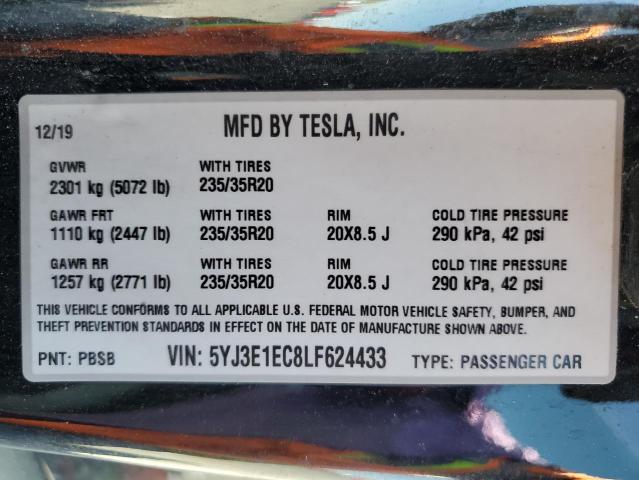 12/19 MFD BY TESLA, INC.
GVWR WITH TIRES
2301 kg (5072 lb) 235/35R20
GAWR FRT WITH TIRES RIM COLD TIRE PRESSURE
1110 kg (2447 lb) 235/35R20 20X8.5 J 290 kPa, 42 psi
GAWR RR WITH TIRES RIM COLD TIRE PRESSURE
1257 kg (2771 lb) 235/35R20 20X8.5 J 290 kPa, 42 psi
THIS VEHICLE CONFORMS TO ALL APPLICABLE U.S. FEDERAL MOTOR VEHICLE SAFETY, BUMPER, AND
THEFT PREVENTION STANDARDS IN EFFECT ON THE DATE OF MANUFACTURE SHOWN ABOVE.
PNT: PBSB VIN: 5YJ3E1EC8LF624433 TYPE: PASSENGER CAR